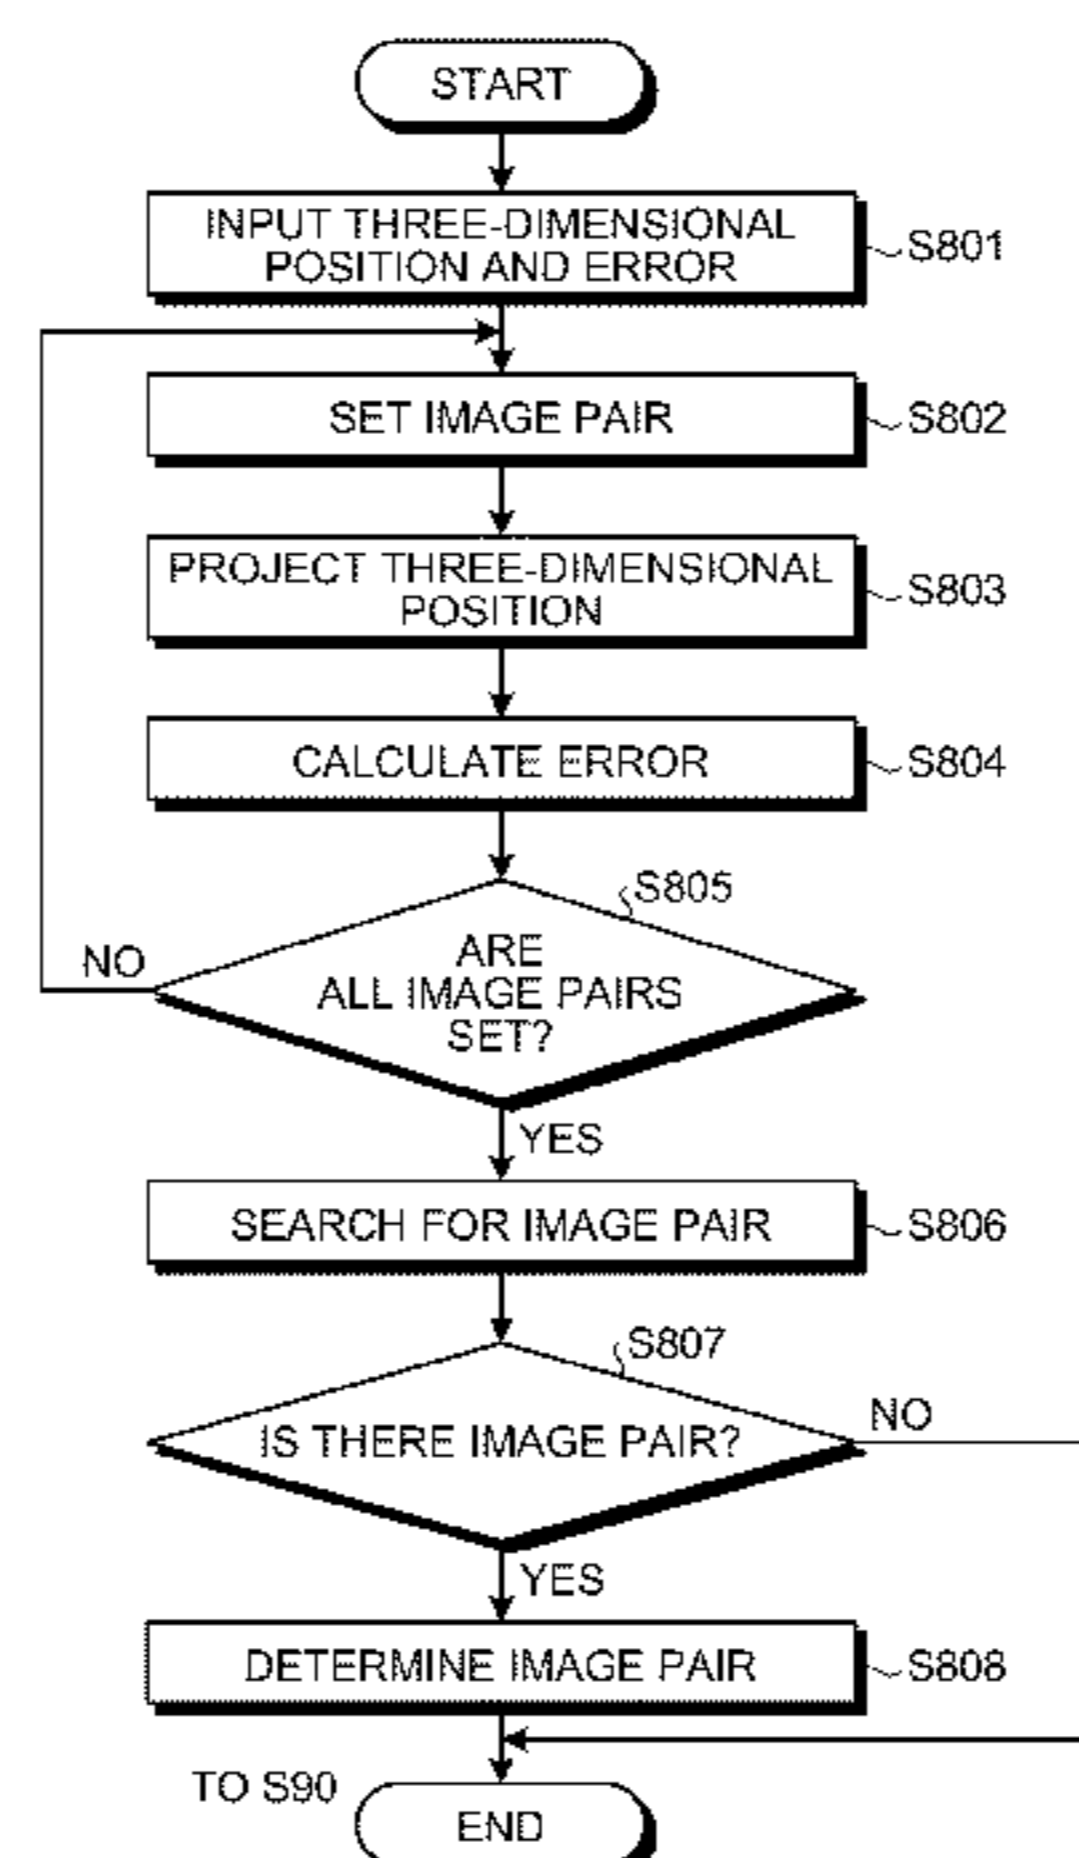 START
INPUT THREE-DIMENSIONAL
POSITION AND ERROR
S801
SET IMAGE PAIR
S802
PROJECT THREE-DIMENSIONAL
POSITION
S803
CALCULATE ERROR
S804
S805
ARE
ALL IMAGE PAIRS
SET?
NO
YES
SEARCH FOR IMAGE PAIR
S806
S807
IS THERE IMAGE PAIR?
NO
YES
DETERMINE IMAGE PAIR
S808
TO S90
END